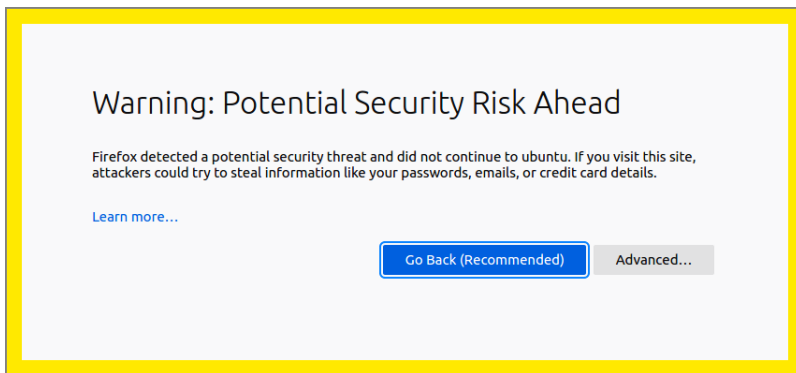 Warning: Potential Security Risk Ahead
Firefox detected a potential security threat and did not continue to ubuntu. If you visit this site,
attackers could try to steal information like your passwords, emails, or credit card details.
Learn more…
Go Back (Recommended)
Advanced…